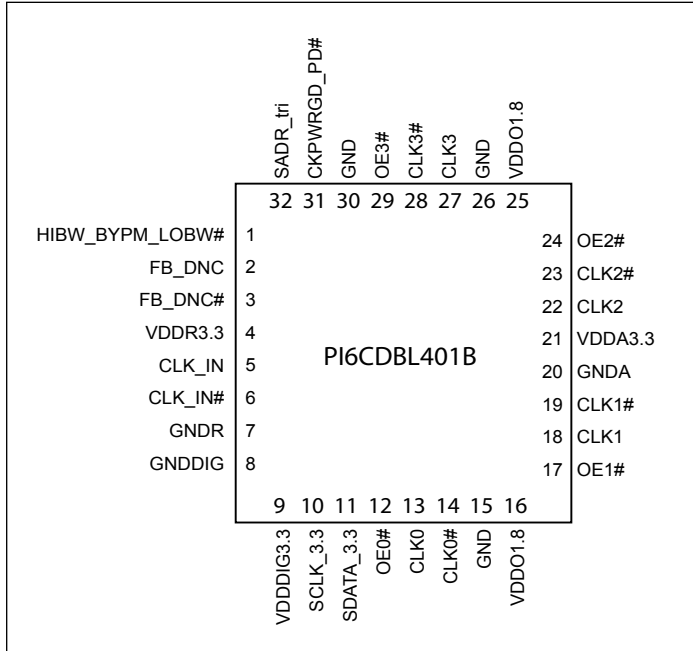 SADR_tri
CKPWRGD_PD#
GND
OE3#
CLK3#
CLK3
GND
VDDO1.8
32 31 30 29 28 27 26 25
HIBW_BYPM_LOBW# 1
FB_DNC 2
FB_DNC# 3
VDDR3.3 4
CLK_IN 5
CLK_IN# 6
GNDR 7
GNDDIG 8
PI6CDBL401B
24 OE2#
23 CLK2#
22 CLK2
21 VDDA3.3
20 GNDA
19 CLK1#
18 CLK1
17 OE1#
9 10 11 12 13 14 15 16
VDDDIG3.3
SCLK_3.3
SDATA_3.3
OE0#
CLK0
CLK0#
GND
VDDO1.8